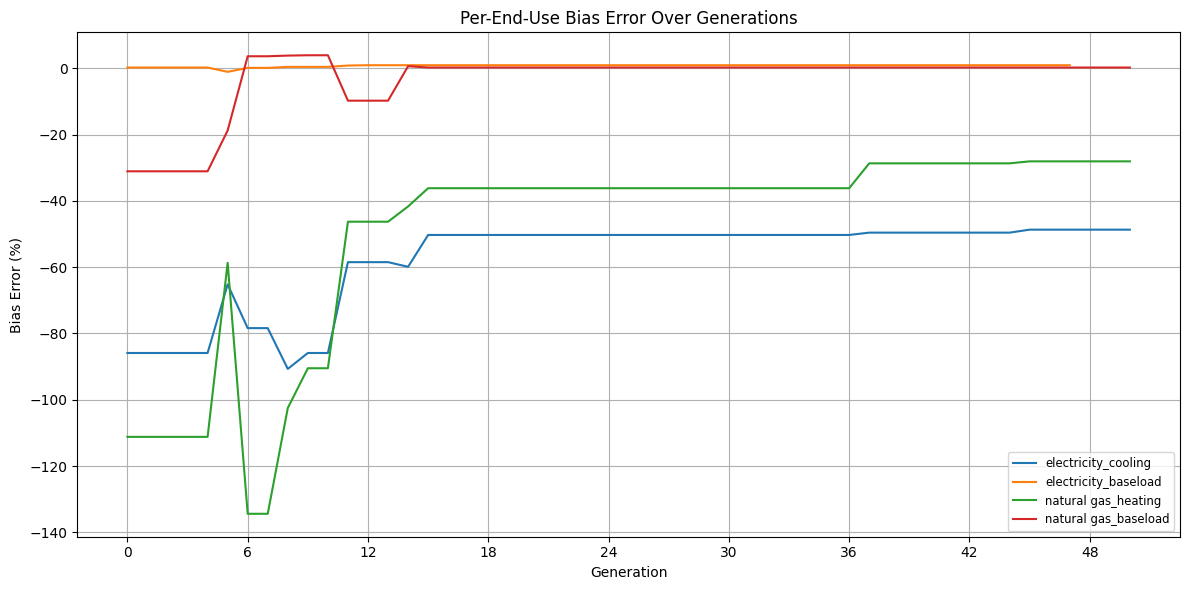 Per-End-Use Bias Error Over Generations
Bias Error (%)
0
−20
−40
−60
−80
−100
−120
−140
0 6 12 18 24 30 36 42 48
Generation
electricity_cooling
electricity_baseload
natural gas_heating
natural gas_baseload